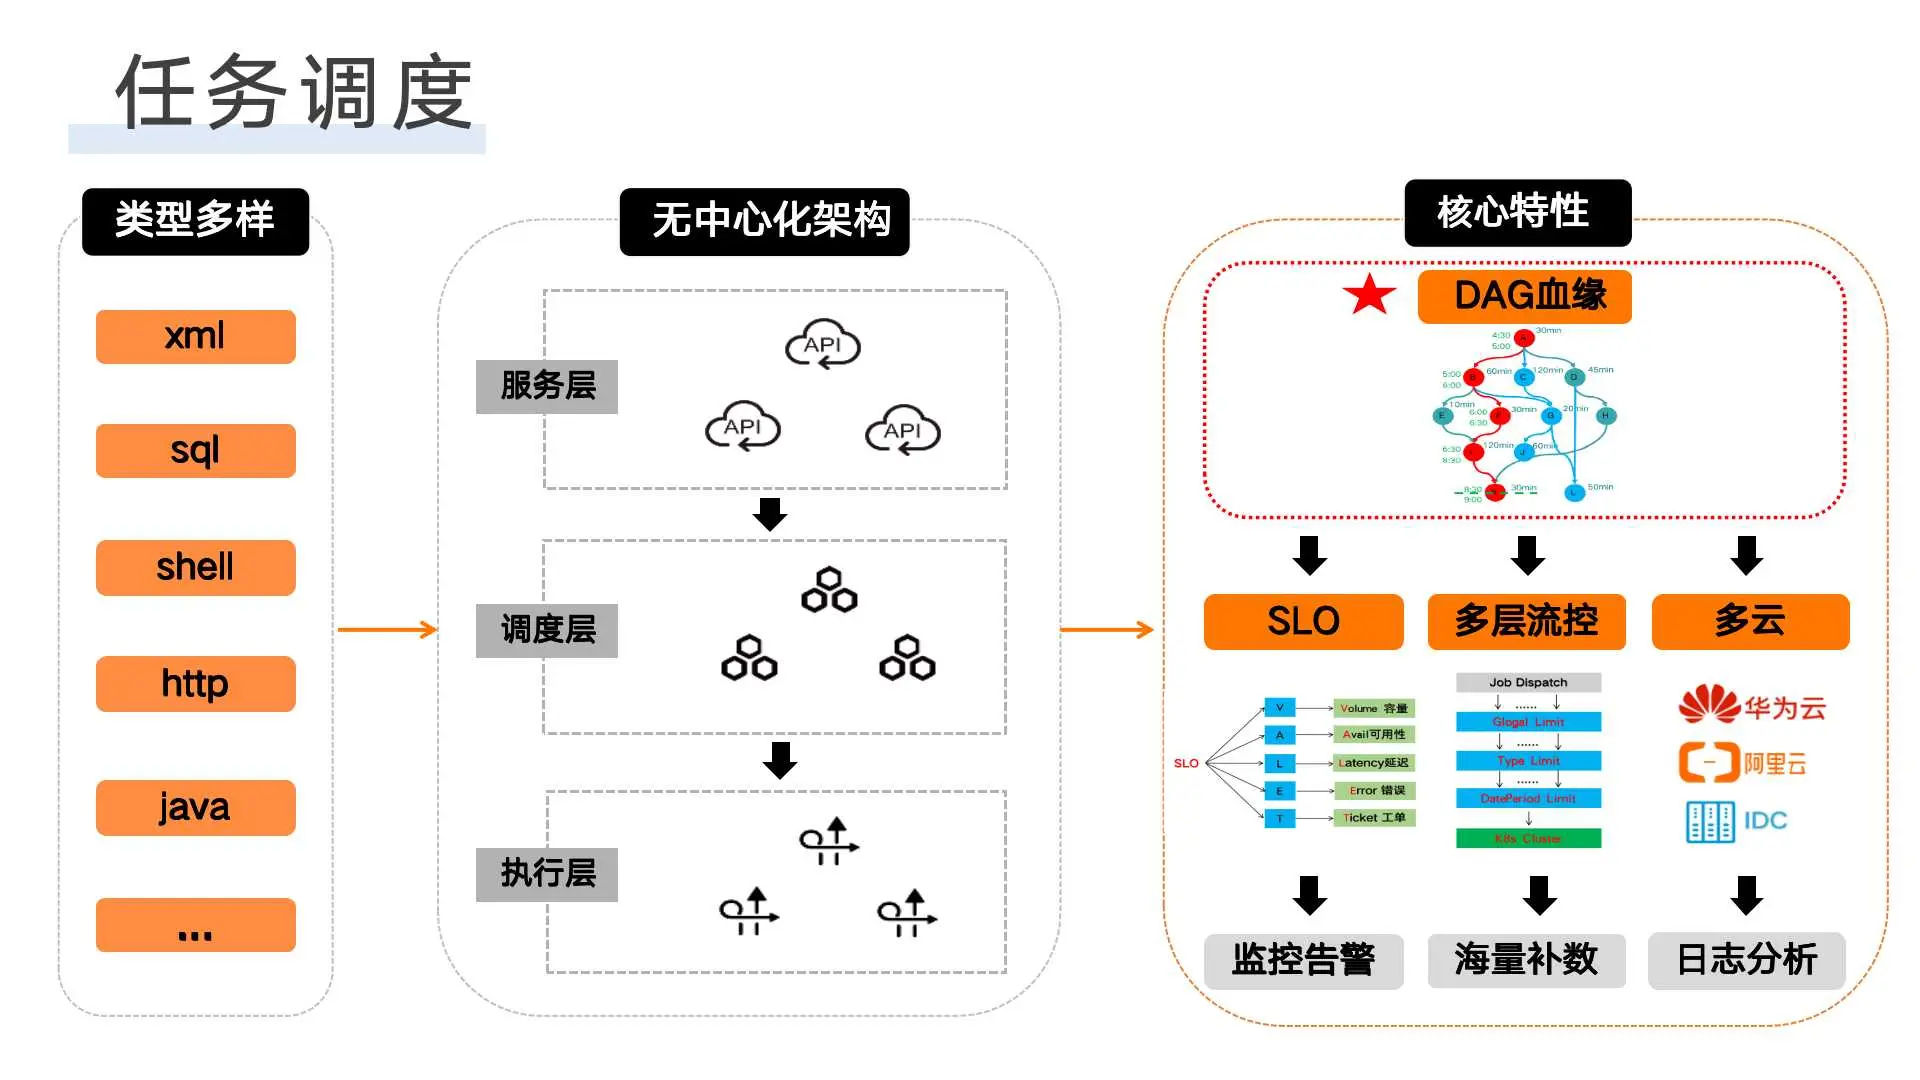 任务调度
类型多样
xml
sql
shell
http
java
...
无中心化架构
服务层
API
API
API
调度层
执行层
核心特性
DAG血缘
4:30
30min
5:00
5:00
B
60min
C
120min
D
45min
6:00
E
10min
6:00
6:30
30min
G
20min
H
6:30
8:30
120min
J
60min
8:30
9:00
30min
L
50min
SLO
多层流控
多云
SLO
V
Volume 容量
A
Avail可用性
L
Latency延迟
E
Error 错误
T
Ticket 工单
Job Dispatch
......
Glogal Limit
......
Type Limit
......
DatePeriod Limit
K8s Cluster
华为云
阿里云
IDC
监控告警
海量补数
日志分析